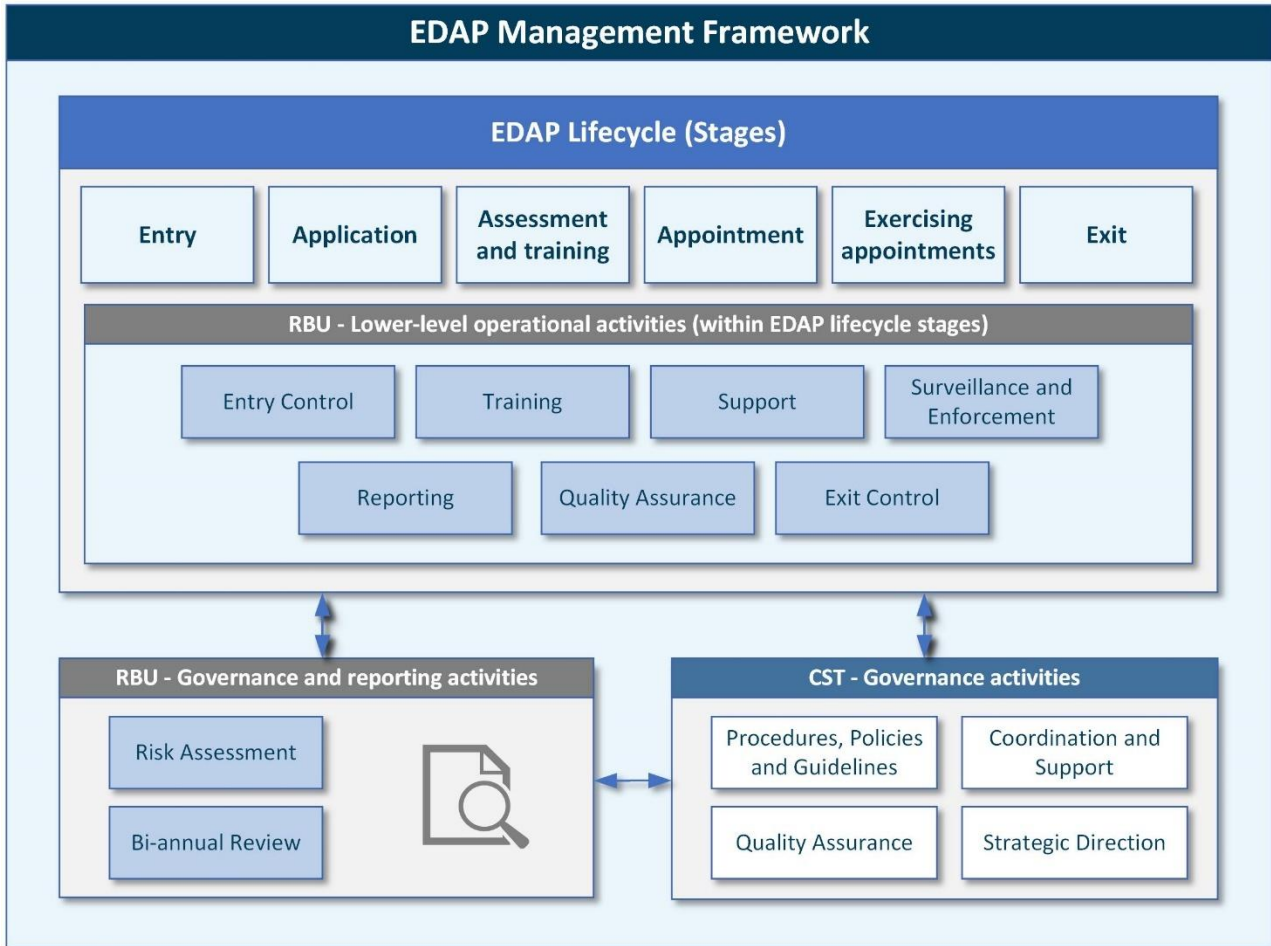 EDAP Management Framework
EDAP Lifecycle (Stages)
Entry
Application
Assessment
and training
Appointment
Exercising
appointments
Exit
RBU - Lower-level operational activities (within EDAP lifecycle stages)
Entry Control
Training
Support
Surveillance and
Enforcement
Reporting
Quality Assurance
Exit Control
RBU - Governance and reporting activities
Risk Assessment
Bi-annual Review
CST - Governance activities
Procedures, Policies
and Guidelines
Coordination and
Support
Quality Assurance
Strategic Direction